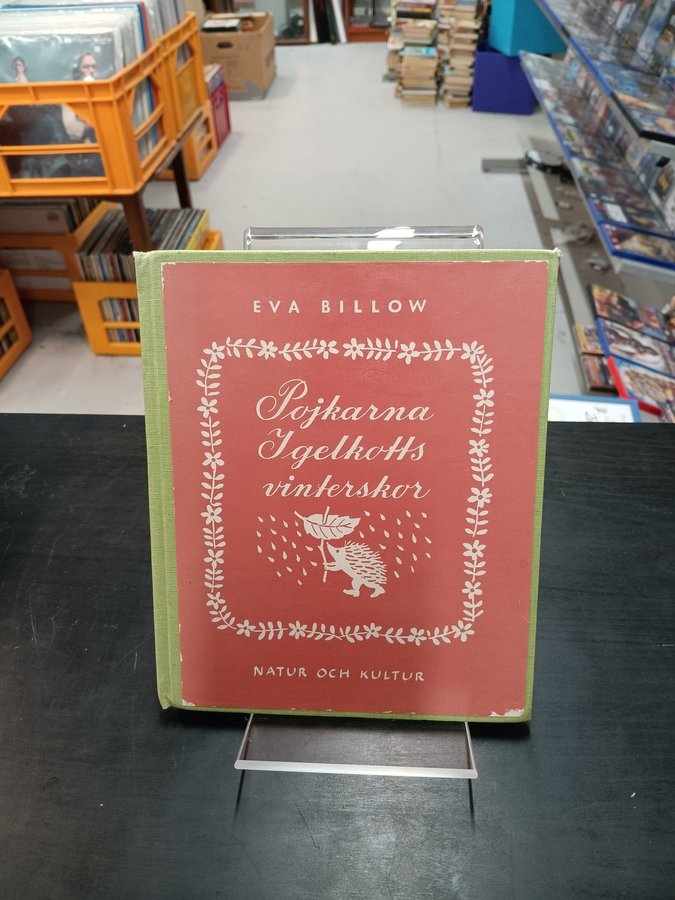 EVA BILLOW
Pojkarna
Igelkotts
vinterskor
NATUR OCH KULTUR